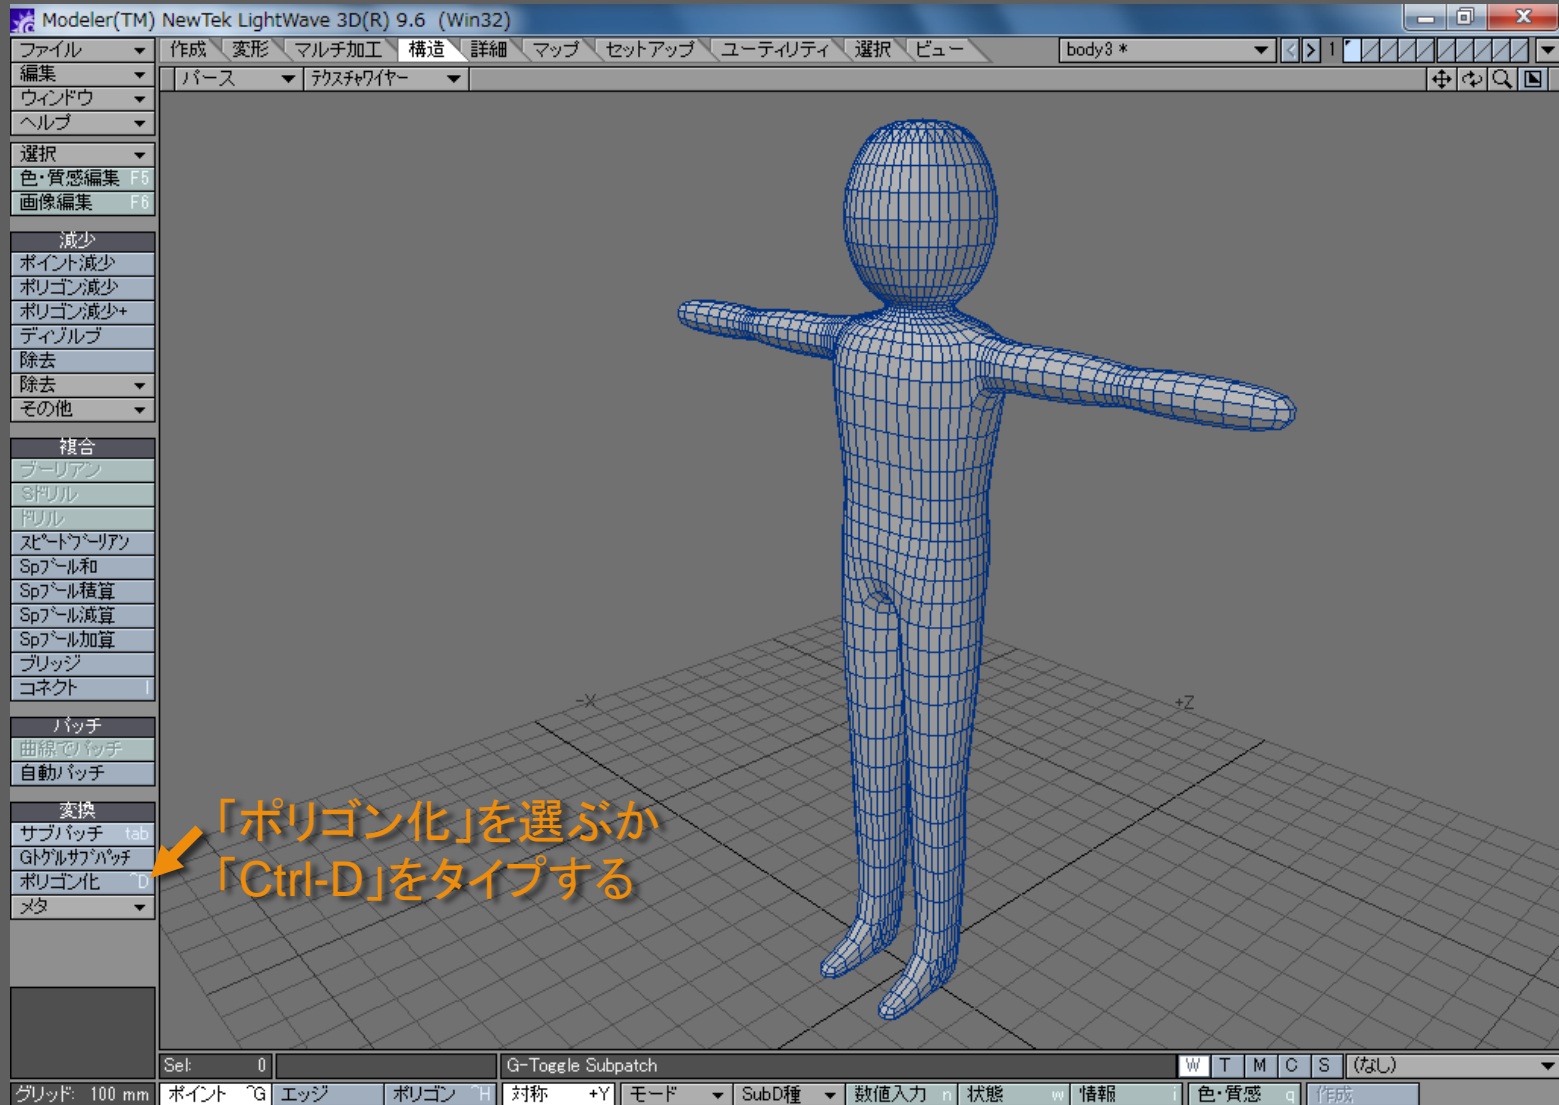 Modeler(TM) NewTek LightWave 3D(R) 9.6 (Win32)
ファイル
作成 変形 マルチ加工 構造 詳細 マップ セットアップ ユーティリティ 選択 ビュー body3 * < > 1
編集
パース テクスチャワイヤー
ウィンドウ
ヘルプ
選択
色・質感編集 F5
画像編集 F6
減少
ポイント減少
ポリゴン減少
ポリゴン減少+
ディゾルブ
除去
除去
その他
複合
ブーリアン
Sドリル
ドリル
スピードブーリアン
Spブール和
Spブール積算
Spブール減算
Spブール加算
ブリッジ
コネクト l
パッチ
曲線でパッチ
自動パッチ
変換
サブパッチ tab
Gトグルサブパッチ
ポリゴン化 ^D
メタ
「ポリゴン化」を選ぶか
「Ctrl-D」をタイプする
-X
+Z
Sel: 0 G-Toggle Subpatch W T M C S (なし)
グリッド: 100 mm ポイント ^G エッジ ポリゴン ^H 対称 +Y モード SubD種 数値入力 n 状態 w 情報 i 色・質感 q 作成